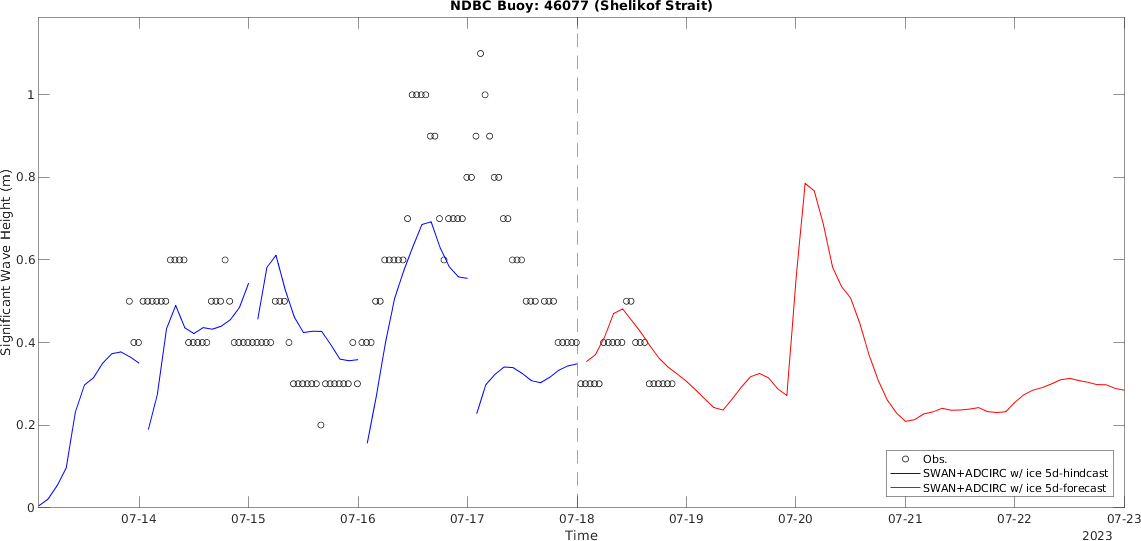 NDBC Buoy: 46077 (Shelikof Strait)
Significant Wave Height (m)
1
0.8
0.6
0.4
0.2
0
Obs.
SWAN+ADCIRC w/ ice 5d-hindcast
SWAN+ADCIRC w/ ice 5d-forecast
07-14 07-15 07-16 07-17 07-18 07-19 07-20 07-21 07-22 07-23
Time
2023